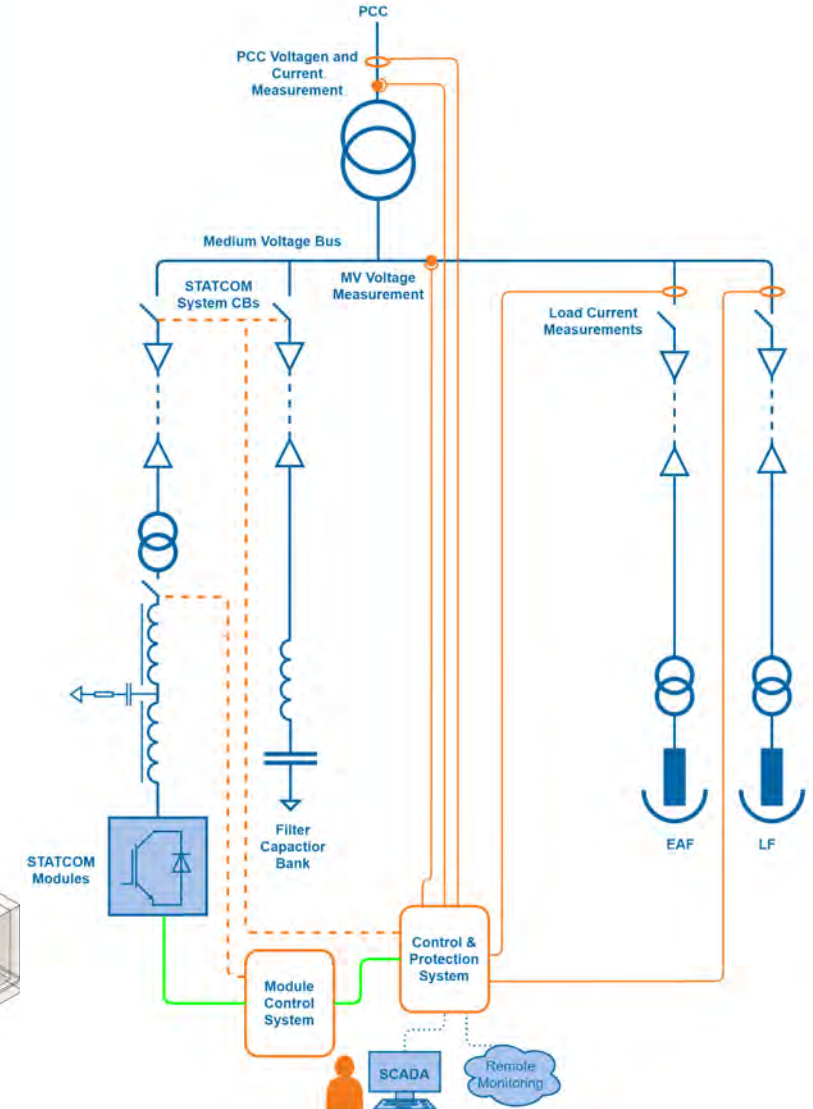 PCC
PCC Voltagen and
Current
Measurement
Medium Voltage Bus
STATCOM
System CBs
MV Voltage
Measurement
Load Current
Measurements
Filter
Capactior
Bank
EAF
LF
STATCOM
Modules
Control &
Protection
System
Module
Control
System
SCADA
Remote
Monitoring